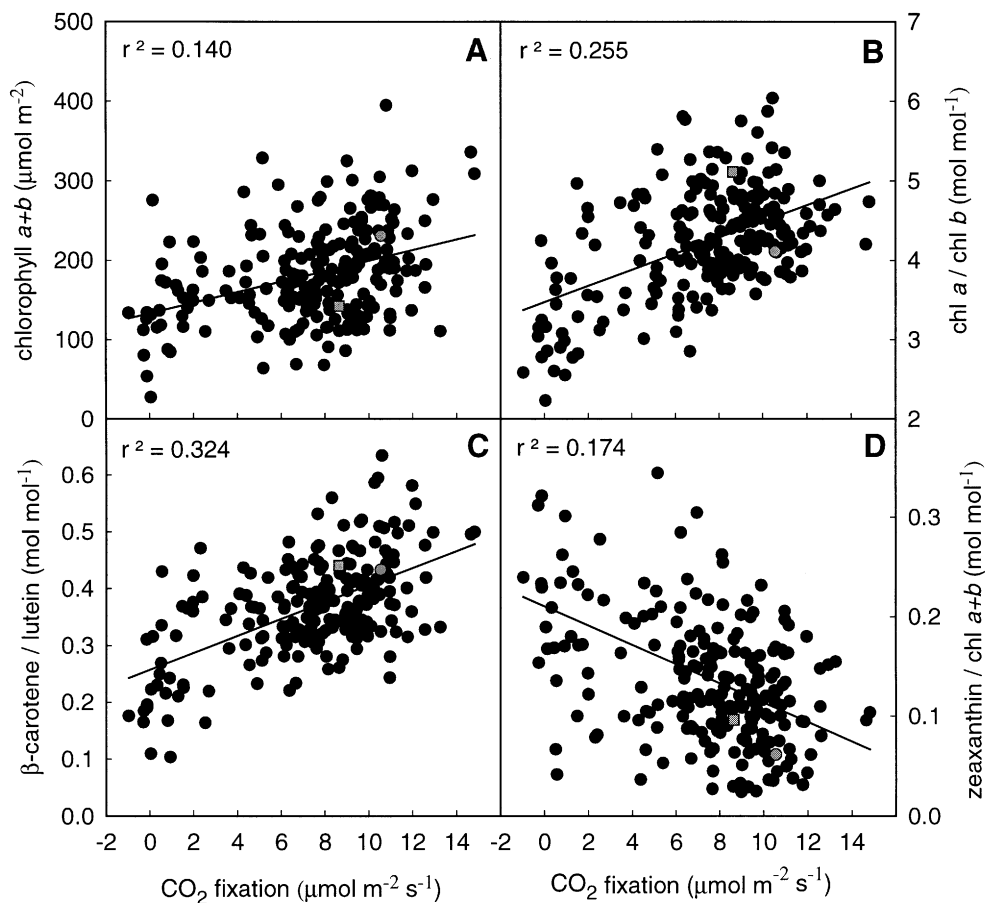 r ² = 0.140
A
500
400
300
200
100
0
chlorophyll a+b (µmol m-2)
r ² = 0.255
B
7
6
5
4
3
2
chl a / chl b (mol mol-1)
r ² = 0.324
C
0.6
0.5
0.4
0.3
0.2
0.1
0.0
β-carotene / lutein (mol mol-1)
r ² = 0.174
D
0.3
0.2
0.1
0.0
zeaxanthin / chl a+b (mol mol-1)
-2 0 2 4 6 8 10 12 14
CO2 fixation (µmol m-2 s-1)
-2 0 2 4 6 8 10 12 14
CO2 fixation (µmol m-2 s-1)